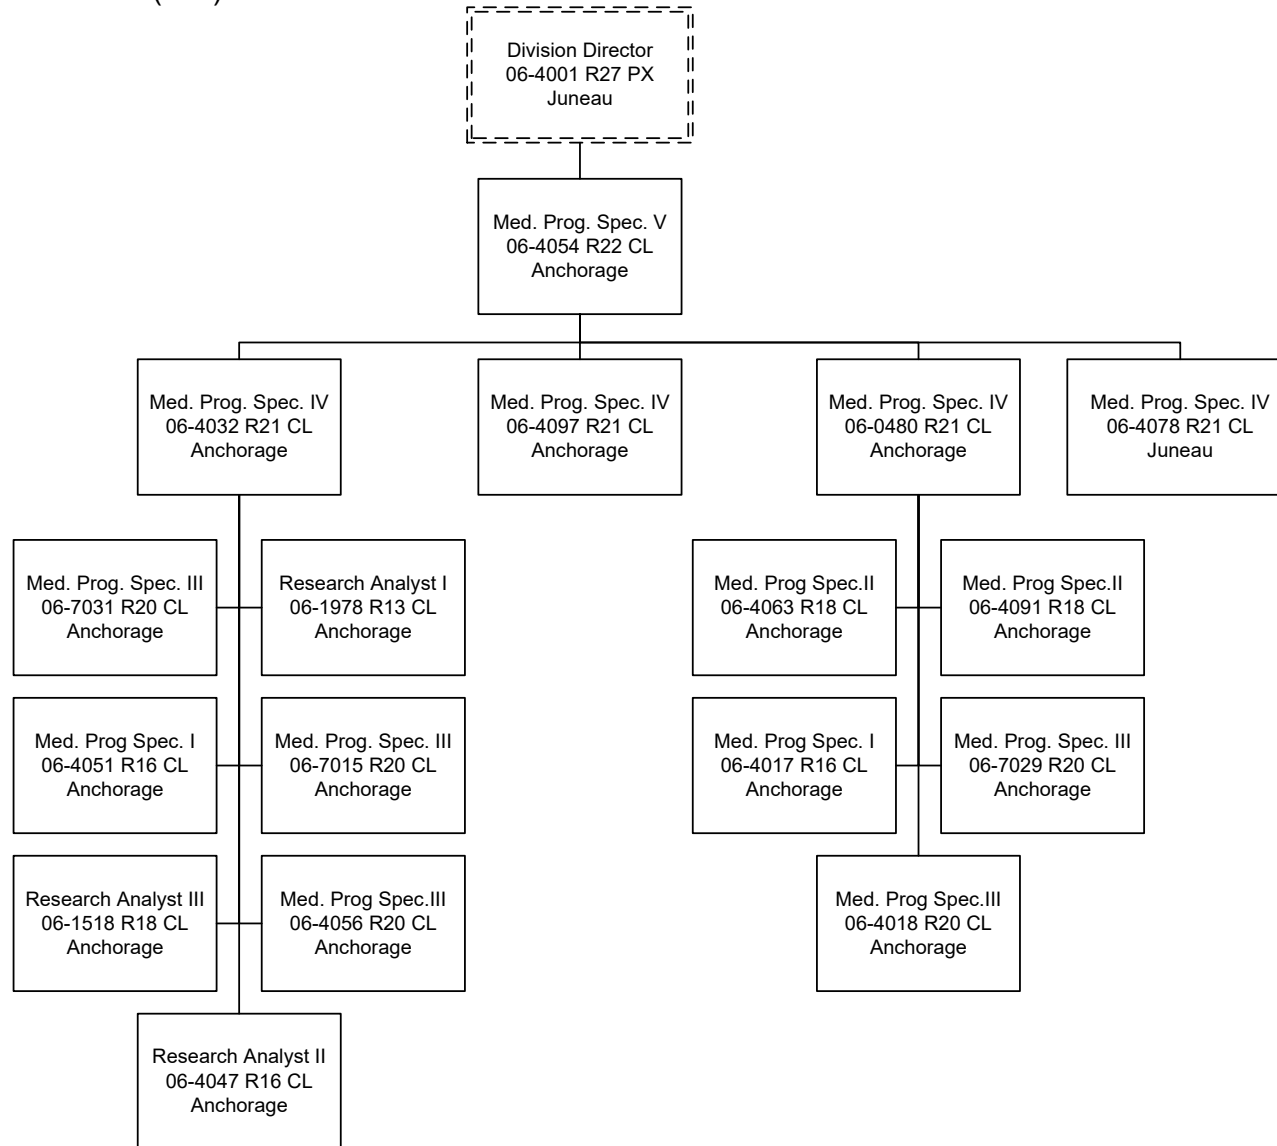 Division Director
06-4001 R27 PX
Juneau
Med. Prog. Spec. V
06-4054 R22 CL
Anchorage
Med. Prog. Spec. IV
06-4032 R21 CL
Anchorage
Med. Prog. Spec. IV
06-4097 R21 CL
Anchorage
Med. Prog. Spec. IV
06-0480 R21 CL
Anchorage
Med. Prog. Spec. IV
06-4078 R21 CL
Juneau
Med. Prog. Spec. III
06-7031 R20 CL
Anchorage
Research Analyst I
06-1978 R13 CL
Anchorage
Med. Prog Spec.II
06-4063 R18 CL
Anchorage
Med. Prog Spec.II
06-4091 R18 CL
Anchorage
Med. Prog Spec. I
06-4051 R16 CL
Anchorage
Med. Prog. Spec. III
06-7015 R20 CL
Anchorage
Med. Prog Spec. I
06-4017 R16 CL
Anchorage
Med. Prog. Spec. III
06-7029 R20 CL
Anchorage
Research Analyst III
06-1518 R18 CL
Anchorage
Med. Prog Spec.III
06-4056 R20 CL
Anchorage
Med. Prog Spec.III
06-4018 R20 CL
Anchorage
Research Analyst II
06-4047 R16 CL
Anchorage